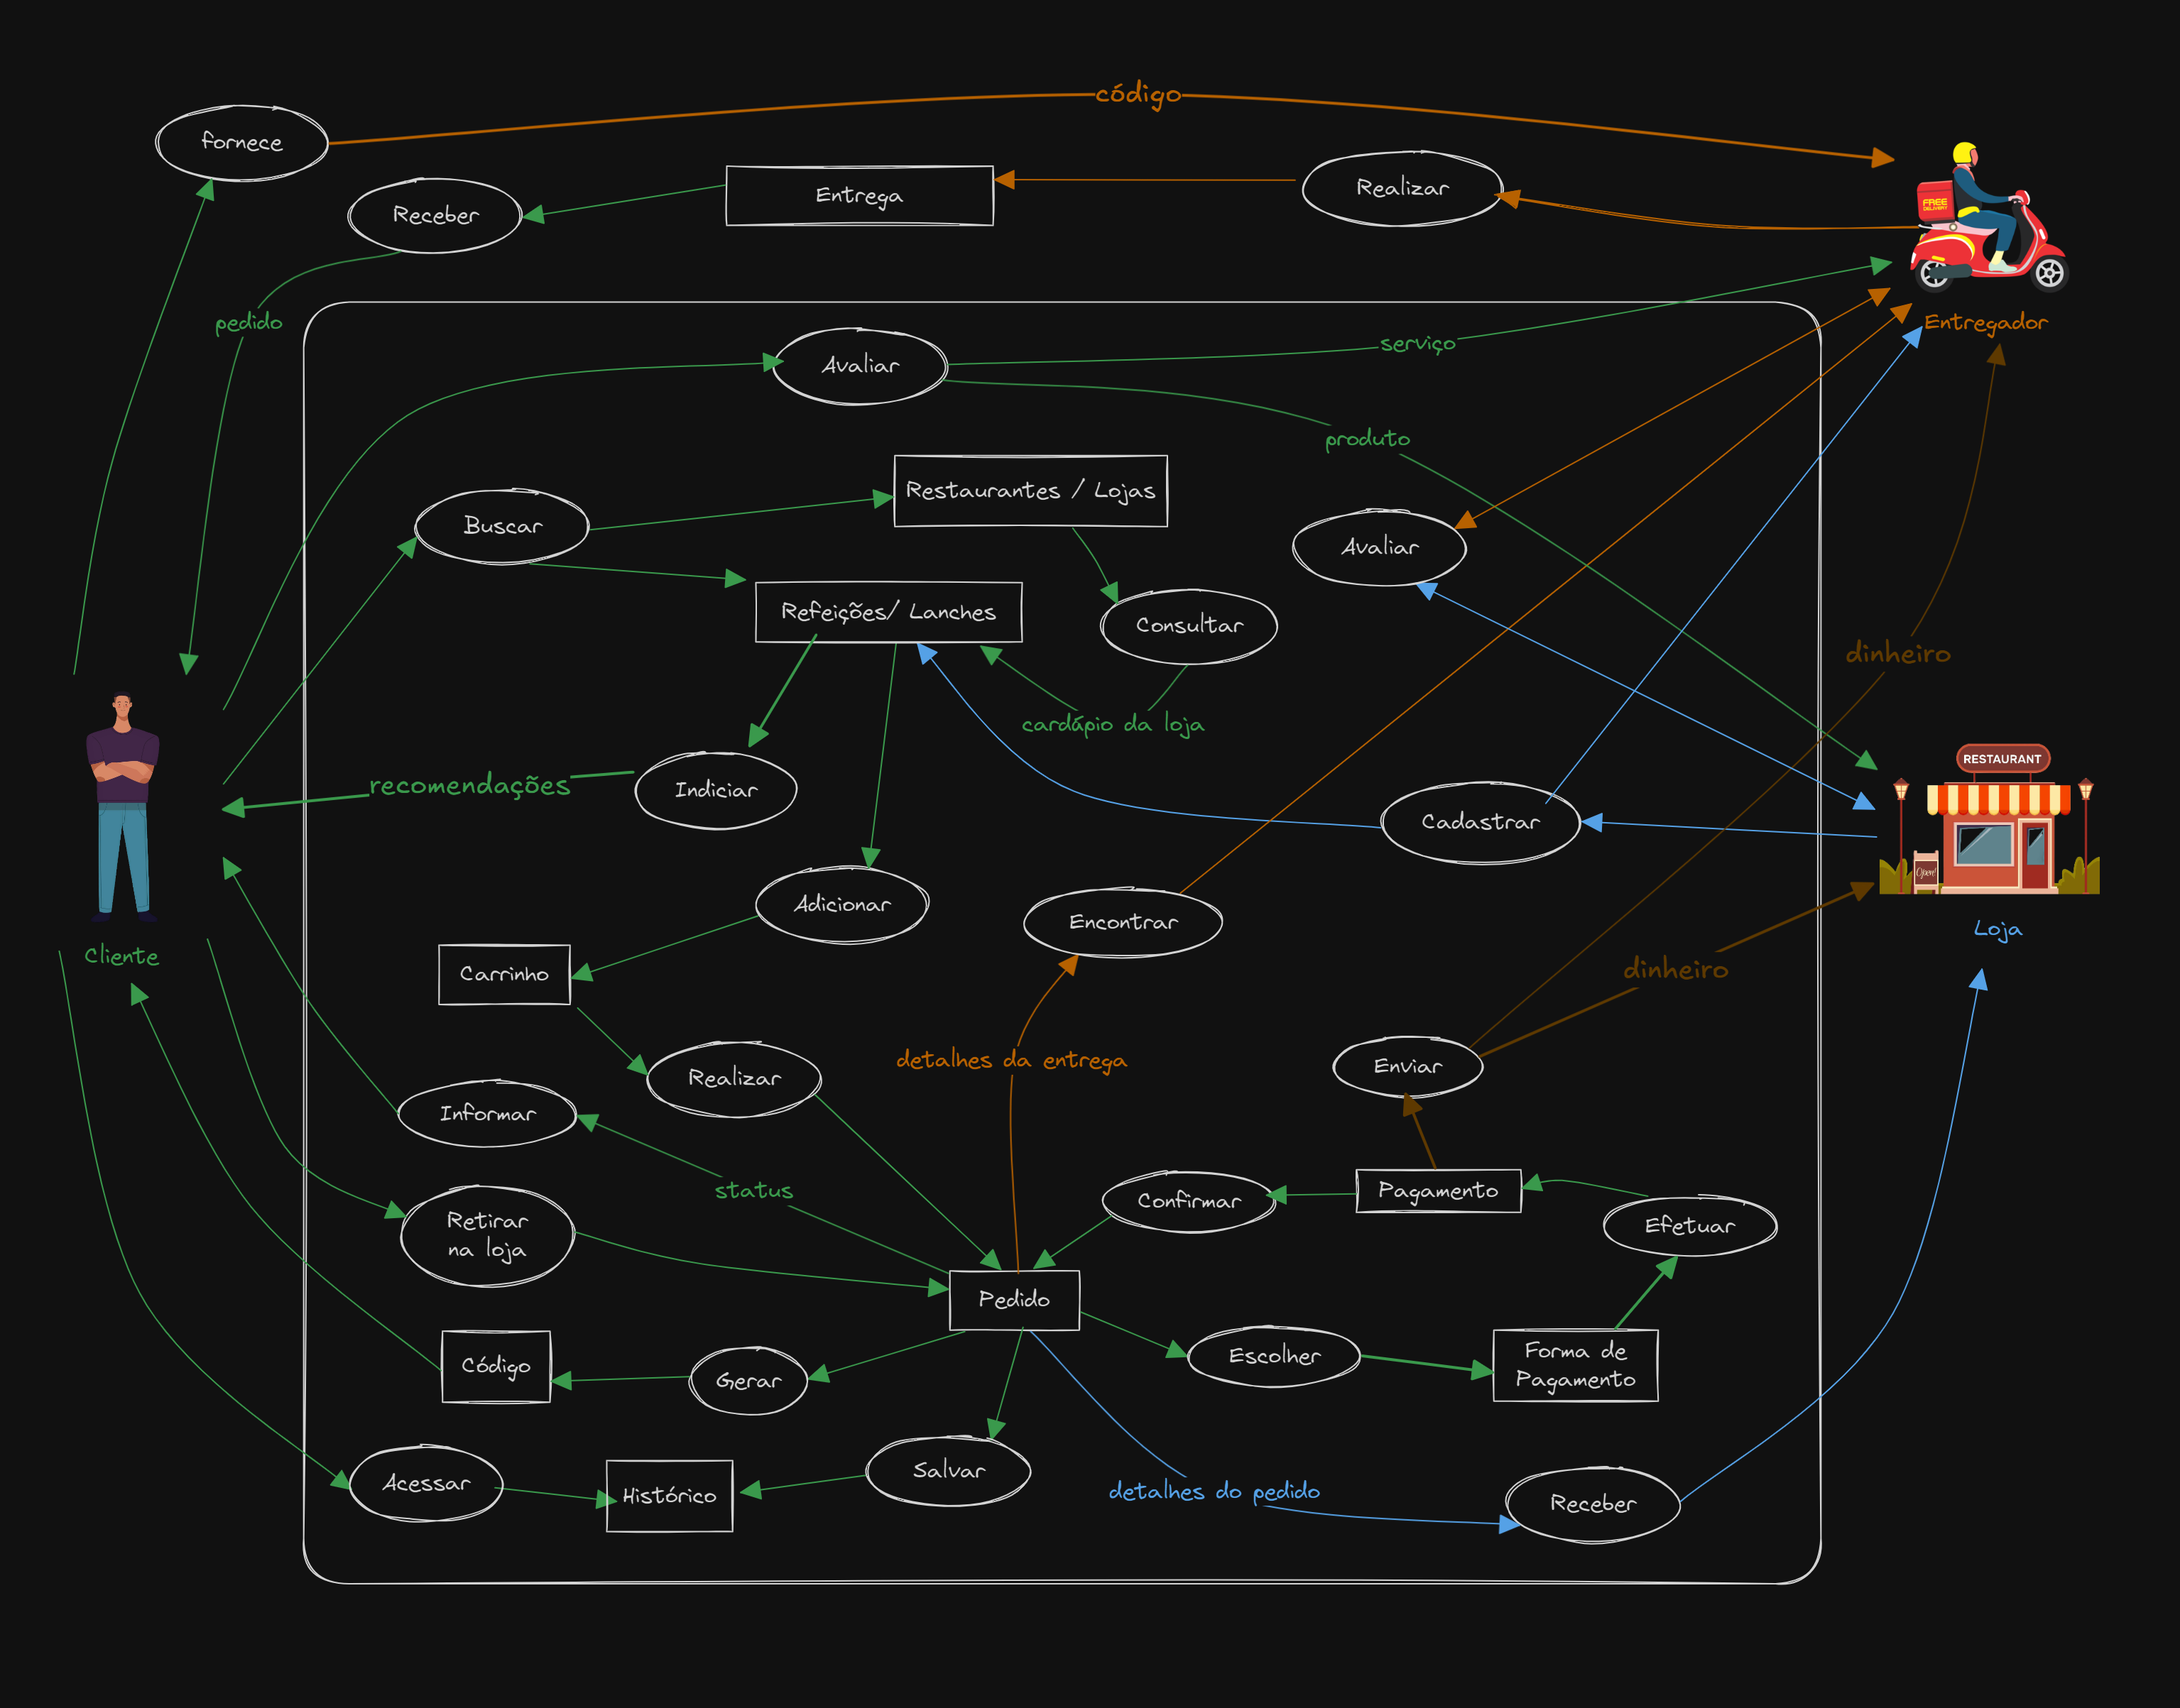 código
fornece
Receber
Entrega
Realizar
FREE
DELIVERY
pedido
Entregador
Avaliar
serviço
produto
Restaurantes / Lojas
Buscar
Avaliar
Refeições/ Lanches
Consultar
dinheiro
cardápio da loja
RESTAURANT
recomendações
Indiciar
Cadastrar
Open!
Adicionar
Encontrar
Loja
Cliente
Carrinho
dinheiro
detalhes da entrega
Enviar
Realizar
Informar
status
Confirmar
Pagamento
Efetuar
Retirar
na loja
Pedido
Código
Gerar
Escolher
Forma de
Pagamento
Acessar
Histórico
Salvar
detalhes do pedido
Receber